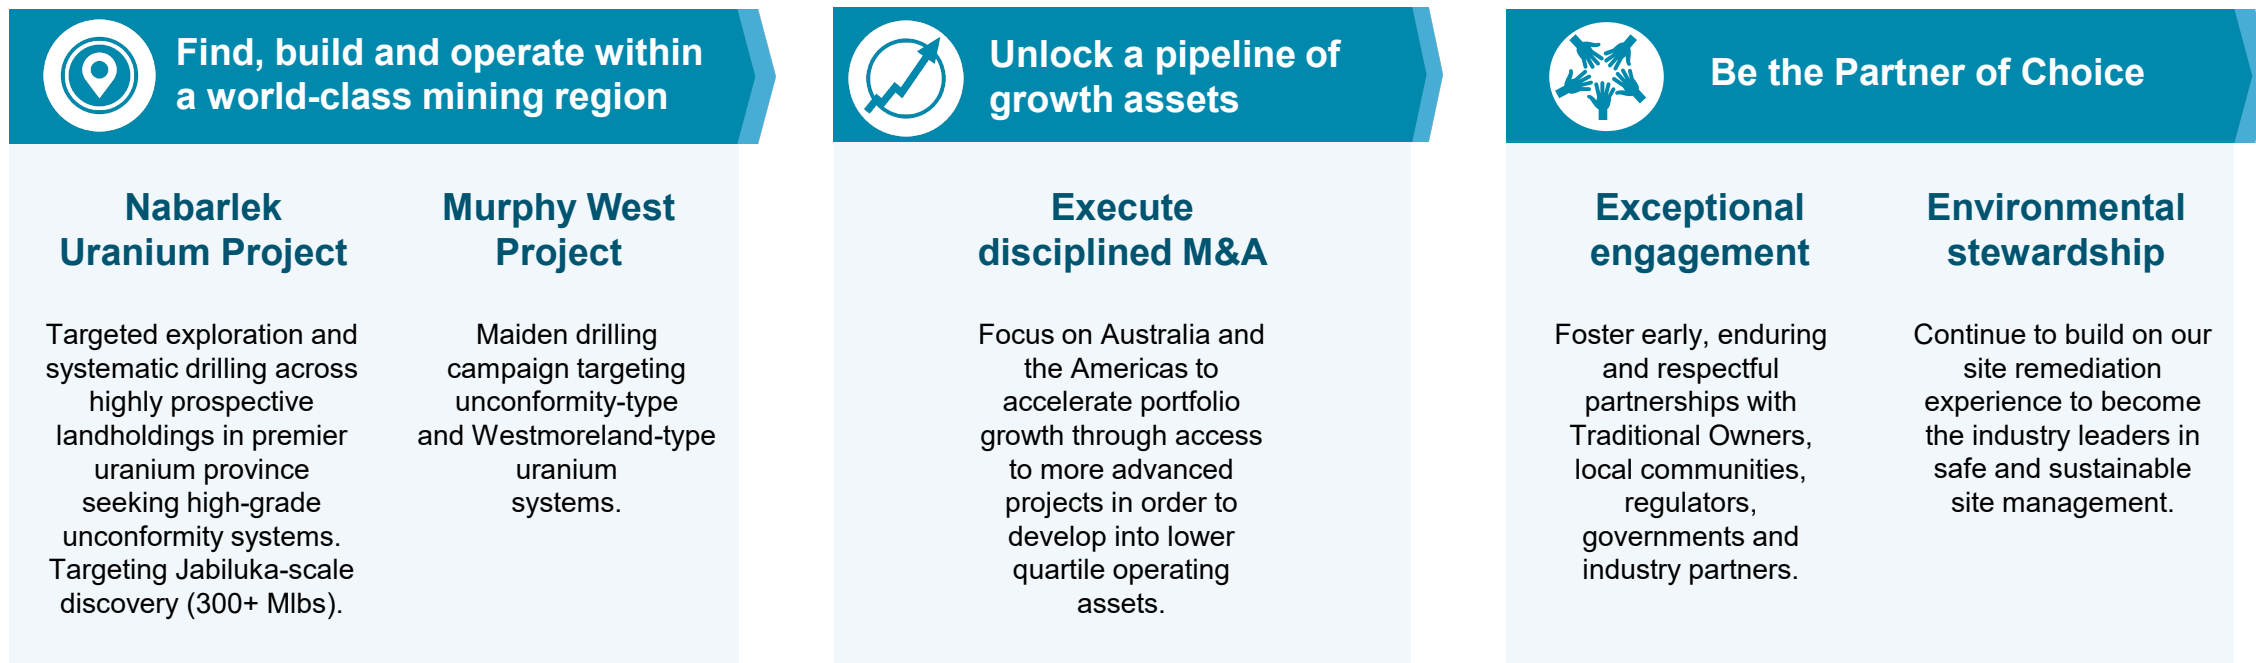 Find, build and operate within
a world-class mining region
Nabarlek
Uranium Project
Targeted exploration and
systematic drilling across
highly prospective
landholdings in premier
uranium province
seeking high-grade
unconformity systems.
Targeting Jabiluka-scale
discovery (300+ Mlbs).
Murphy West
Project
Maiden drilling
campaign targeting
unconformity-type
and Westmoreland-type
uranium
systems.
Unlock a pipeline of
growth assets
Execute
disciplined M&A
Focus on Australia and
the Americas to
accelerate portfolio
growth through access
to more advanced
projects in order to
develop into lower
quartile operating
assets.
Be the Partner of Choice
Exceptional
engagement
Foster early, enduring
and respectful
partnerships with
Traditional Owners,
local communities,
regulators,
governments and
industry partners.
Environmental
stewardship
Continue to build on our
site remediation
experience to become
the industry leaders in
safe and sustainable
site management.